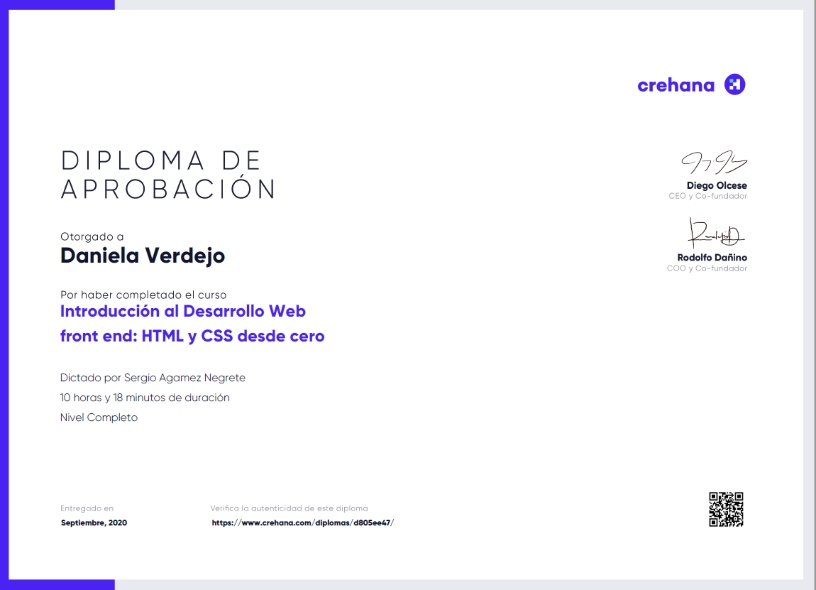 crehana
DIPLOMA DE
APROBACIÓN
Otorgado a
Daniela Verdejo
Por haber completado el curso
Introducción al Desarrollo Web
front end: HTML y CSS desde cero
Dictado por Sergio Agamez Negrete
10 horas y 18 minutos de duración
Nivel Completo
Diego Olcese
CEO y Co-fundador
Rodolfo Dañino
COO y Co-fundador
Entregado en
Septiembre, 2020
Verifica la autenticidad de este diploma
https://www.crehana.com/diplomas/d805ee47/